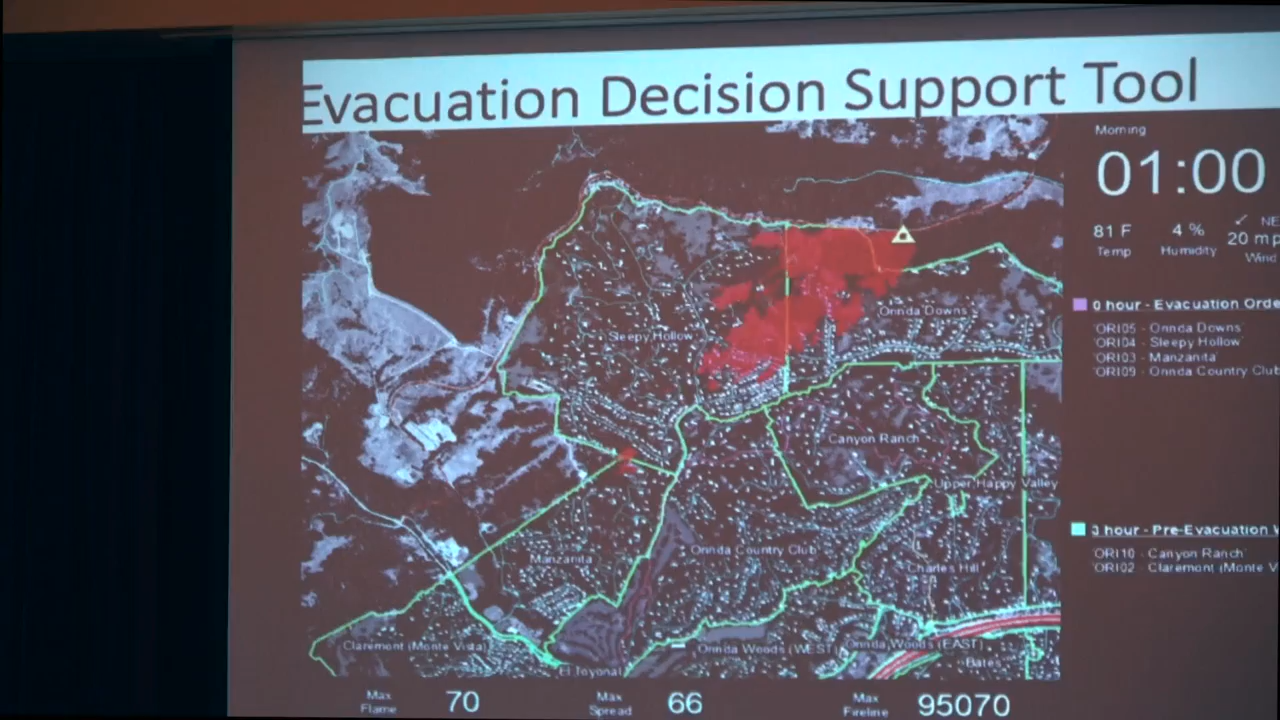 Evacuation Decision Support Tool
Morning
01:00
81 F
4 %
NE
20 mp
Temp
Humidity
Wind
0 hour - Evacuation Orde
'ORI05 - Orinda Downs'
'ORI04 - Sleepy Hollow'
'ORI03 - Manzanita'
'ORI09 - Orinda Country Club
3 hour - Pre-Evacuation
'ORI10 - Canyon Ranch'
'ORI02 - Claremont (Monte V
Orinda Downs
Sleepy Hollow
Canyon Ranch
Upper Happy Valley
Orinda Country Club
Manzanita
Charles Hill
Claremont (Monte Vista)
Orinda Woods (WEST)
Orinda Woods (EAST)
El Toyonal
Bates
Max
Flame
70
Max
Spread
66
Max
Fireline
95070